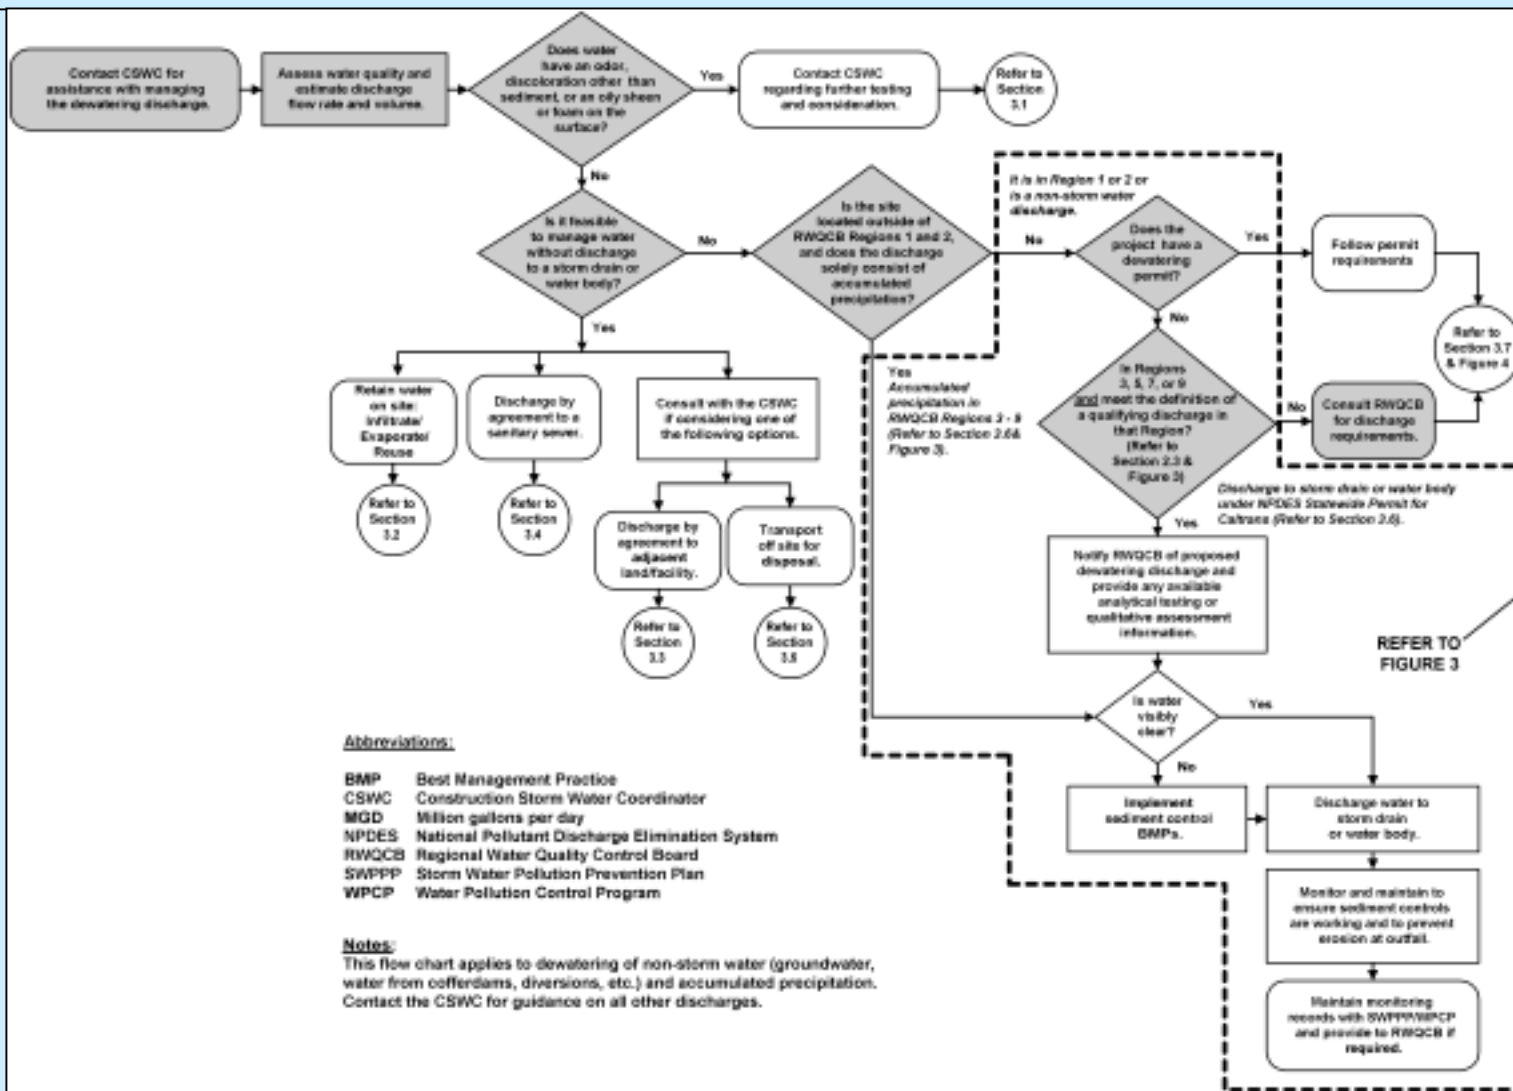 Contact CSWC for
assistance with managing
the dewatering discharge.
Assess water quality and
estimate discharge
flow rate and volume.
Does water
have an odor,
discoloration other than
sediment, or an oily sheen
or foam on the
surface?
Yes
Contact CSWC
regarding further testing
and consideration.
Refer to
Section
3.1
No
Is it feasible
to manage water
without discharge
to a storm drain or
water body?
No
Is the site
located outside of
RWQCB Regions 1 and 2,
and does the discharge
solely consist of
accumulated
precipitation?
It is in Region 1 or 2 or
is a non-storm water
discharge.
No
Does the
project have a
dewatering
permit?
Yes
Follow permit
requirements
Refer to
Section 3.7
& Figure 4
Yes
No
Retain water
on site:
Infiltrate/
Evaporate/
Reuse
Discharge by
agreement to a
sanitary sewer.
Consult with the CSWC
if considering one of
the following options.
Yes
Accumulated
precipitation in
RWQCB Regions 3 - 9
(Refer to Section 3.6&
Figure 3).
In Regions
3, 5, 7, or 9
and meet the definition of
a qualifying discharge in
that Region?
(Refer to
Section 2.3 &
Figure 3)
No
Consult RWQCB
for discharge
requirements.
Refer to
Section
3.2
Refer to
Section
3.4
Discharge by
agreement to
adjacent
land/facility.
Transport
off site for
disposal.
Discharge to storm drain or water body
under NPDES Statewide Permit for
Caltrans (Refer to Section 3.6).
Yes
Notify RWQCB of proposed
dewatering discharge and
provide any available
analytical testing or
qualitative assessment
information.
Refer to
Section
3.3
Refer to
Section
REFER TO
FIGURE 3
Is water
visibly
clear?
Yes
No
Implement
sediment control
BMPs.
Discharge water to
storm drain
or water body.
Monitor and maintain to
ensure sediment controls
are working and to prevent
erosion at outfall.
Maintain monitoring
records with SWPPP/WPCP
and provide to RWQCB if
required.
Abbreviations:
BMP Best Management Practice
CSWC Construction Storm Water Coordinator
MGD Million gallons per day
NPDES National Pollutant Discharge Elimination System
RWQCB Regional Water Quality Control Board
SWPPP Storm Water Pollution Prevention Plan
WPCP Water Pollution Control Program
Notes:
This flow chart applies to dewatering of non-storm water (groundwater,
water from cofferdams, diversions, etc.) and accumulated precipitation.
Contact the CSWC for guidance on all other discharges.